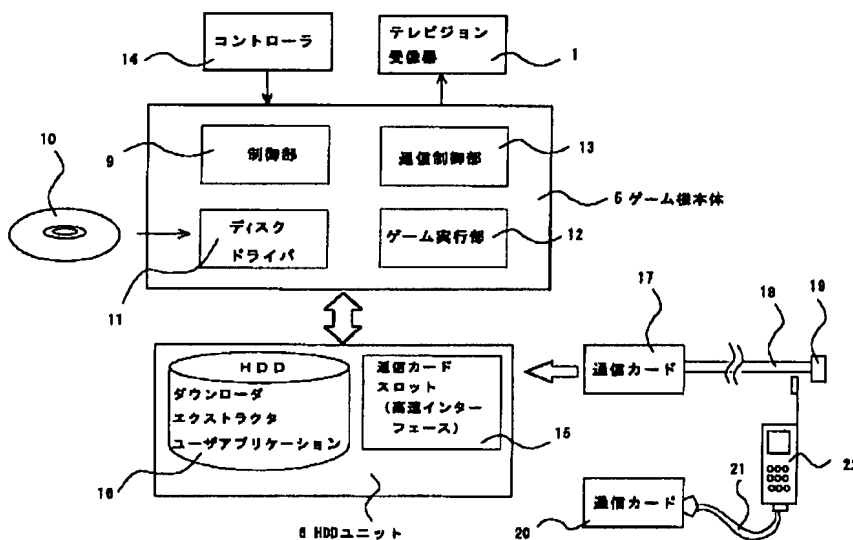 コントローラ
14
テレビジョン
受像器
1
10
9
制御部
通信制御部
13
5 ゲーム機本体
ディスク
ドライバ
11
ゲーム実行部
12
17
18
19
HDD
ダウンローダ
エクストラクタ
ユーザアプリケーション
16
通信カード
スロット
(高速インター
フェース)
15
通信カード
6 HDDユニット
通信カード
20
21
22